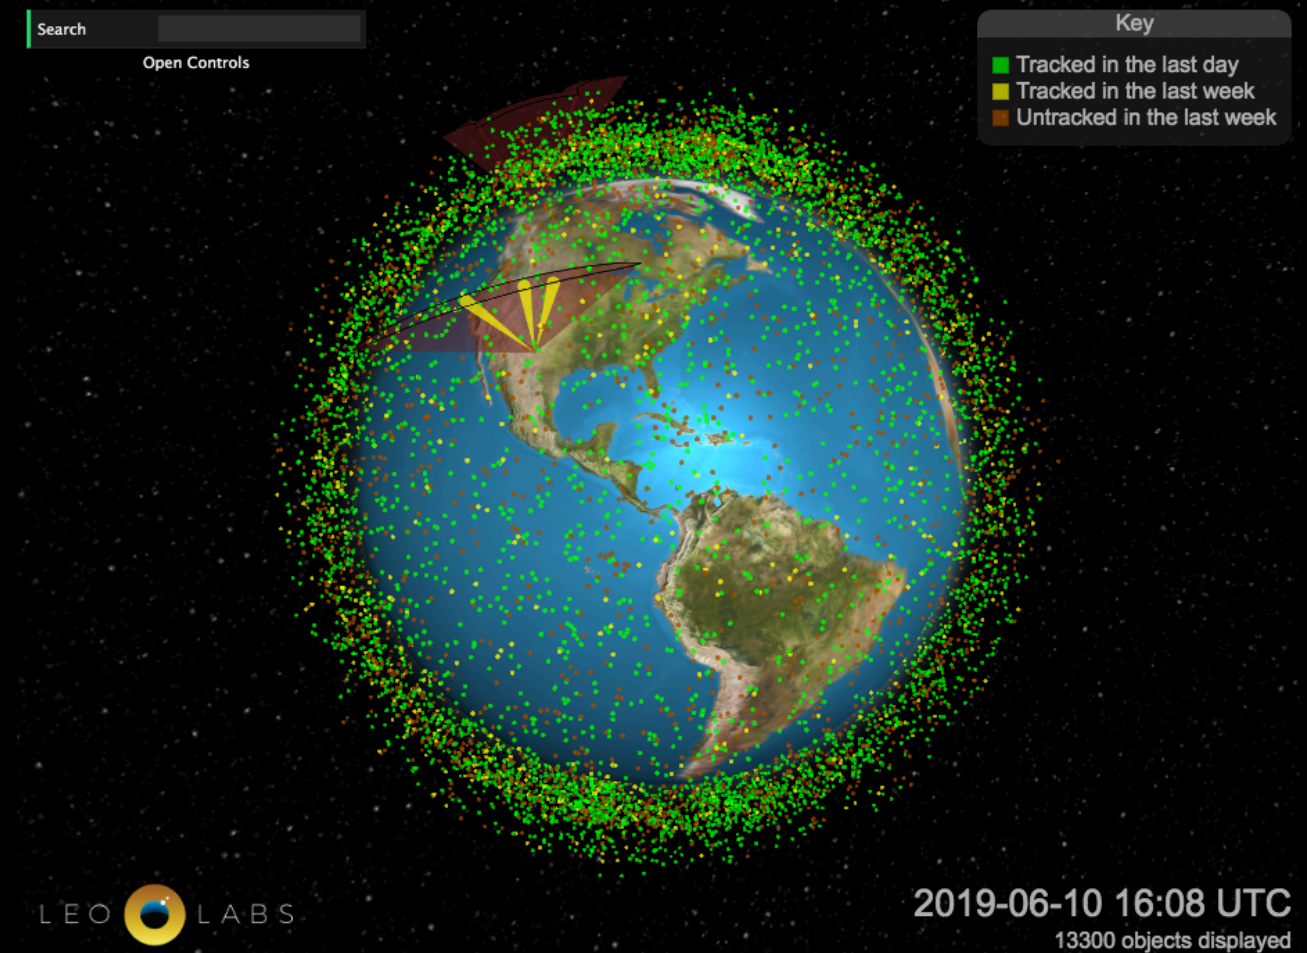 Search
Open Controls
Key
Tracked in the last day
Tracked in the last week
Untracked in the last week
LEO LABS
2019-06-10 16:08 UTC
13300 objects displayed